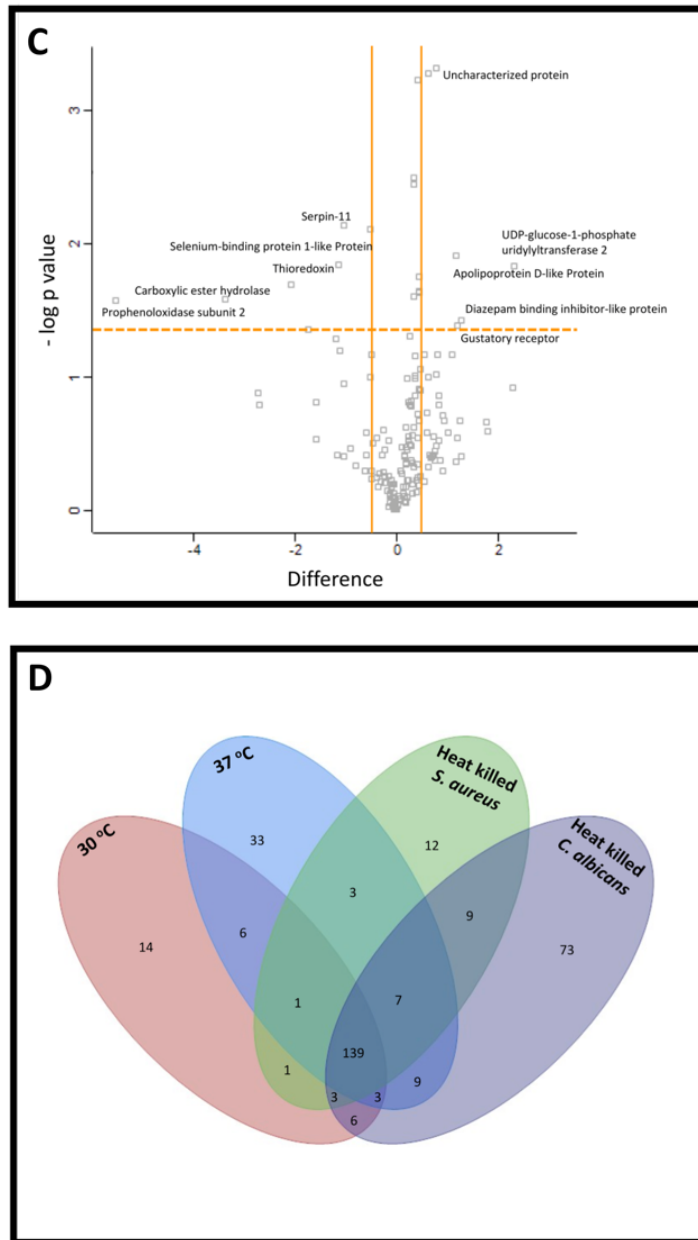 C
3
Uncharacterized protein
Serpin-11
UDP-glucose-1-phosphate
uridylyltransferase 2
2
Selenium-binding protein 1-like Protein
Thioredoxin
Apolipoprotein D-like Protein
Carboxylic ester hydrolase
Prophenoloxidase subunit 2
Diazepam binding inhibitor-like protein
Gustatory receptor
- log p value
1
0
-4
-2
0
2
Difference
D
30 °C
37 °C
Heat killed
S. aureus
Heat killed
C. albicans
33
12
3
9
14
6
73
1
7
139
1
9
3
3
6